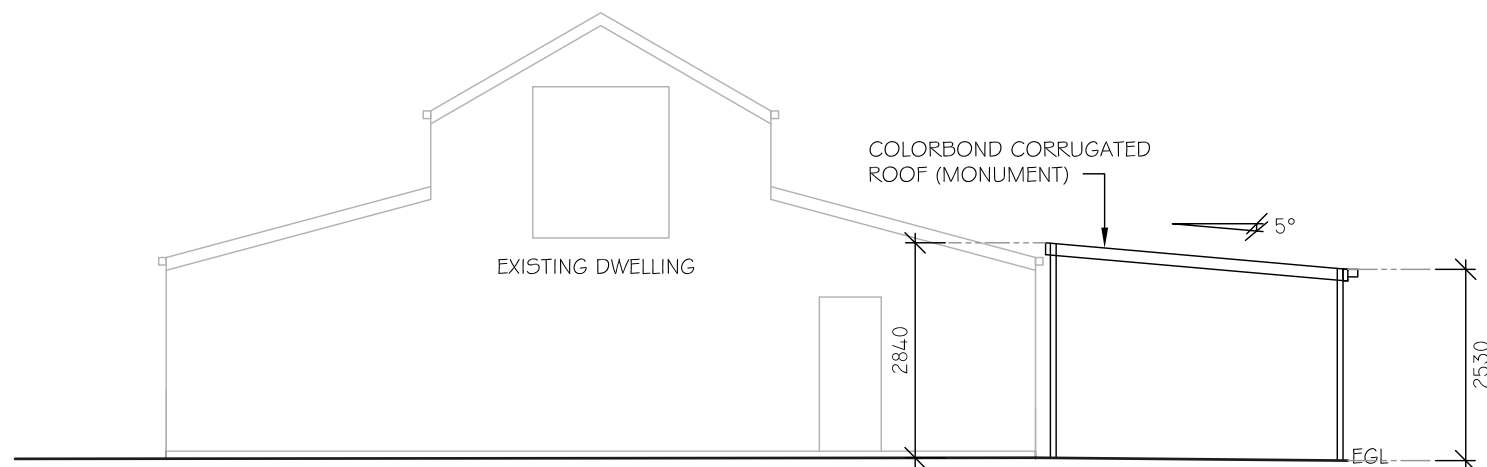 COLORBOND CORRUGATED
ROOF (MONUMENT)
5°
EXISTING DWELLING
2840
2530
EGL